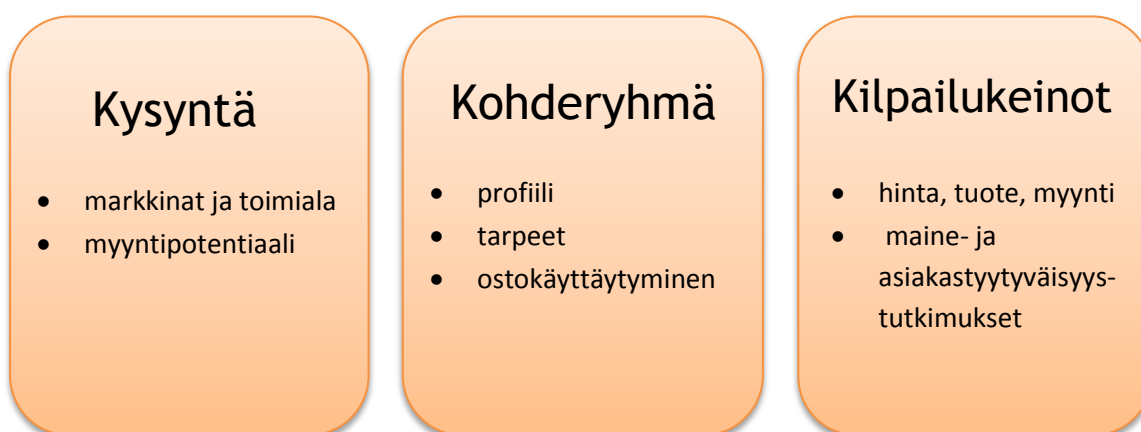 Kysyntä
• markkinat ja toimiala
• myyntipotentiaali
Kohderyhmä
• profiili
• tarpeet
• ostokäyttäytyminen
Kilpailukeinot
• hinta, tuote, myynti
• maine- ja
asiakastyytyväisyys-
tutkimukset